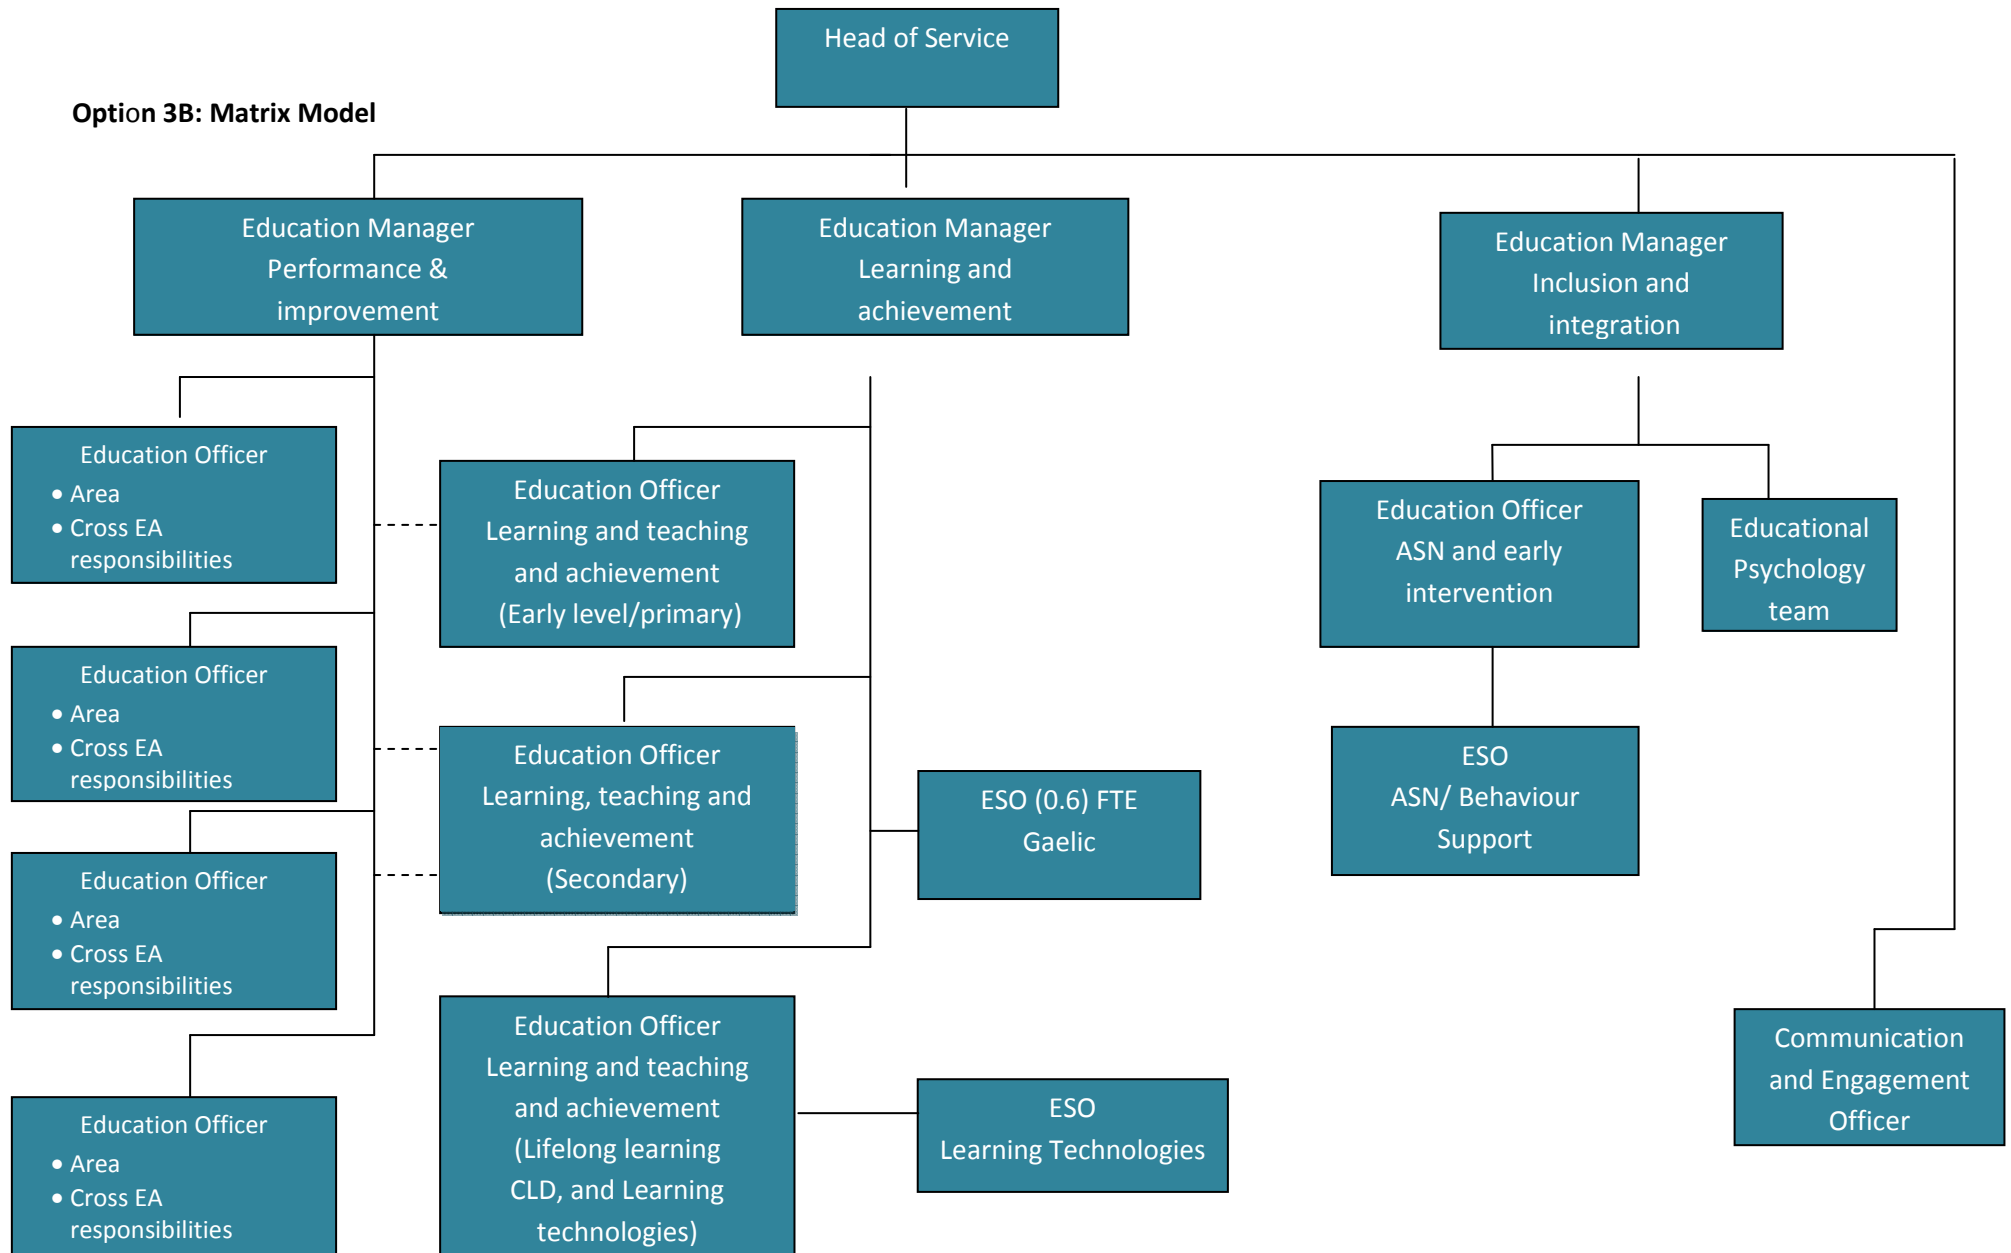 Head of Service
Option 3B: Matrix Model
Education Manager
Performance &
improvement
Education Manager
Learning and
achievement
Education Manager
Inclusion and
integration
Education Officer
• Area
• Cross EA
responsibilities
Education Officer
Learning and teaching
and achievement
(Early level/primary)
Education Officer
ASN and early
intervention
Educational
Psychology
team
Education Officer
• Area
• Cross EA
responsibilities
Education Officer
Learning, teaching and
achievement
(Secondary)
ESO (0.6) FTE
Gaelic
ESO
ASN/ Behaviour
Support
Education Officer
• Area
• Cross EA
responsibilities
Education Officer
Learning and teaching
and achievement
(Lifelong learning
CLD, and Learning
technologies)
ESO
Learning Technologies
Communication
and Engagement
Officer
Education Officer
• Area
• Cross EA
responsibilities